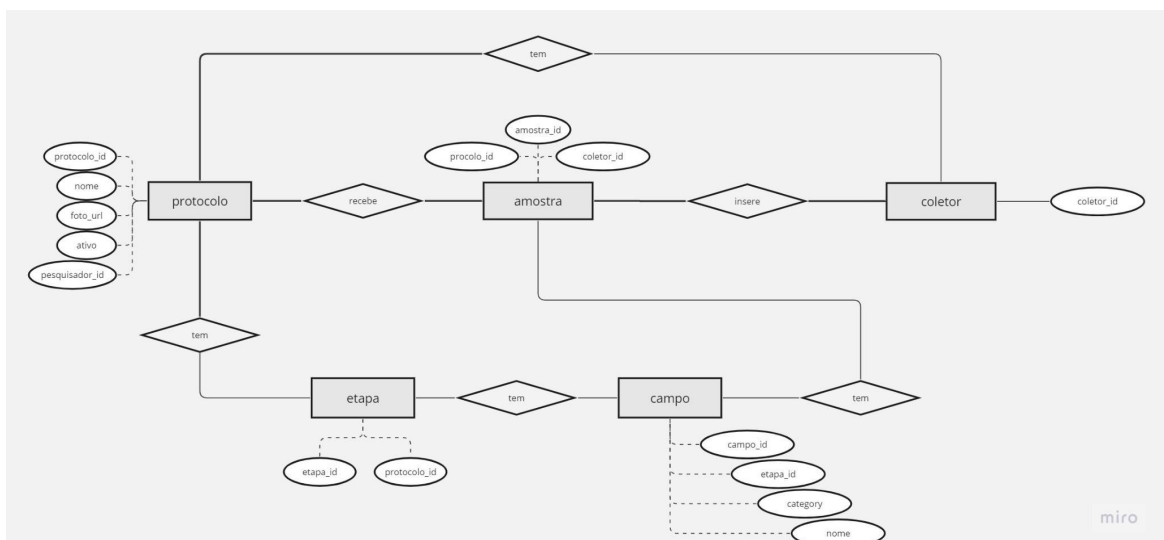 tem
amostra_id
protocolo_id
procolo_id
coletor_id
nome
protocolo
recebe
amostra
insere
coletor
coletor_id
foto_url
ativo
pesquisador_id
tem
etapa
tem
campo
tem
campo_id
etapa_id
protocolo_id
etapa_id
category
nome
miro